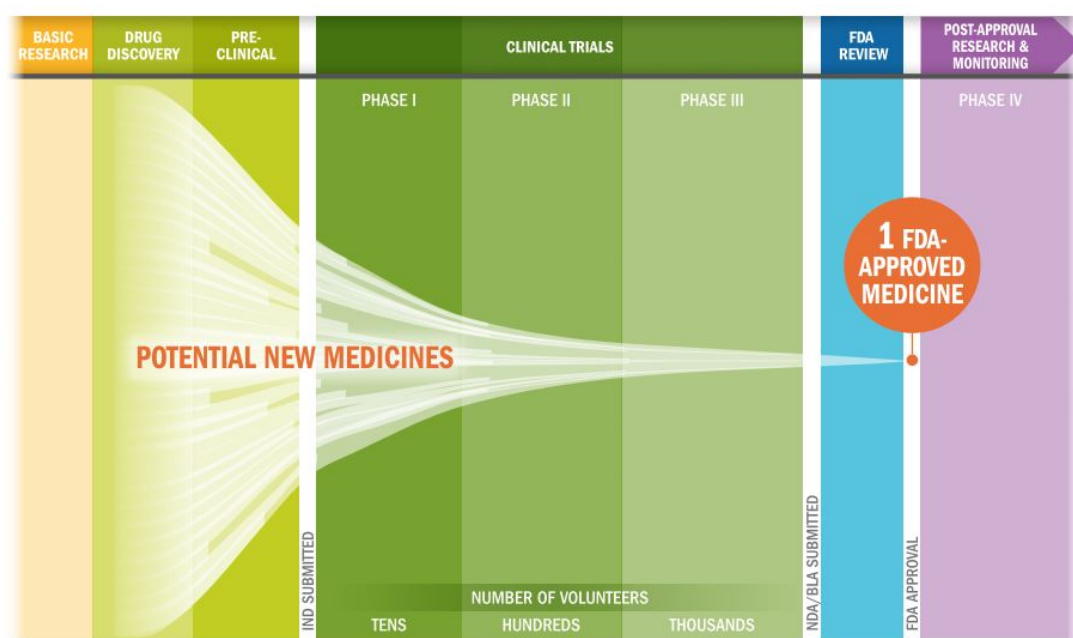 BASIC
RESEARCH
DRUG
DISCOVERY
PRE-
CLINICAL
CLINICAL TRIALS
FDA
REVIEW
POST-APPROVAL
RESEARCH &
MONITORING
PHASE I
PHASE II
PHASE III
PHASE IV
1 FDA-
APPROVED
MEDICINE
POTENTIAL NEW MEDICINES
IND SUBMITTED
NDA/BLA SUBMITTED
FDA APPROVAL
NUMBER OF VOLUNTEERS
TENS
HUNDREDS
THOUSANDS